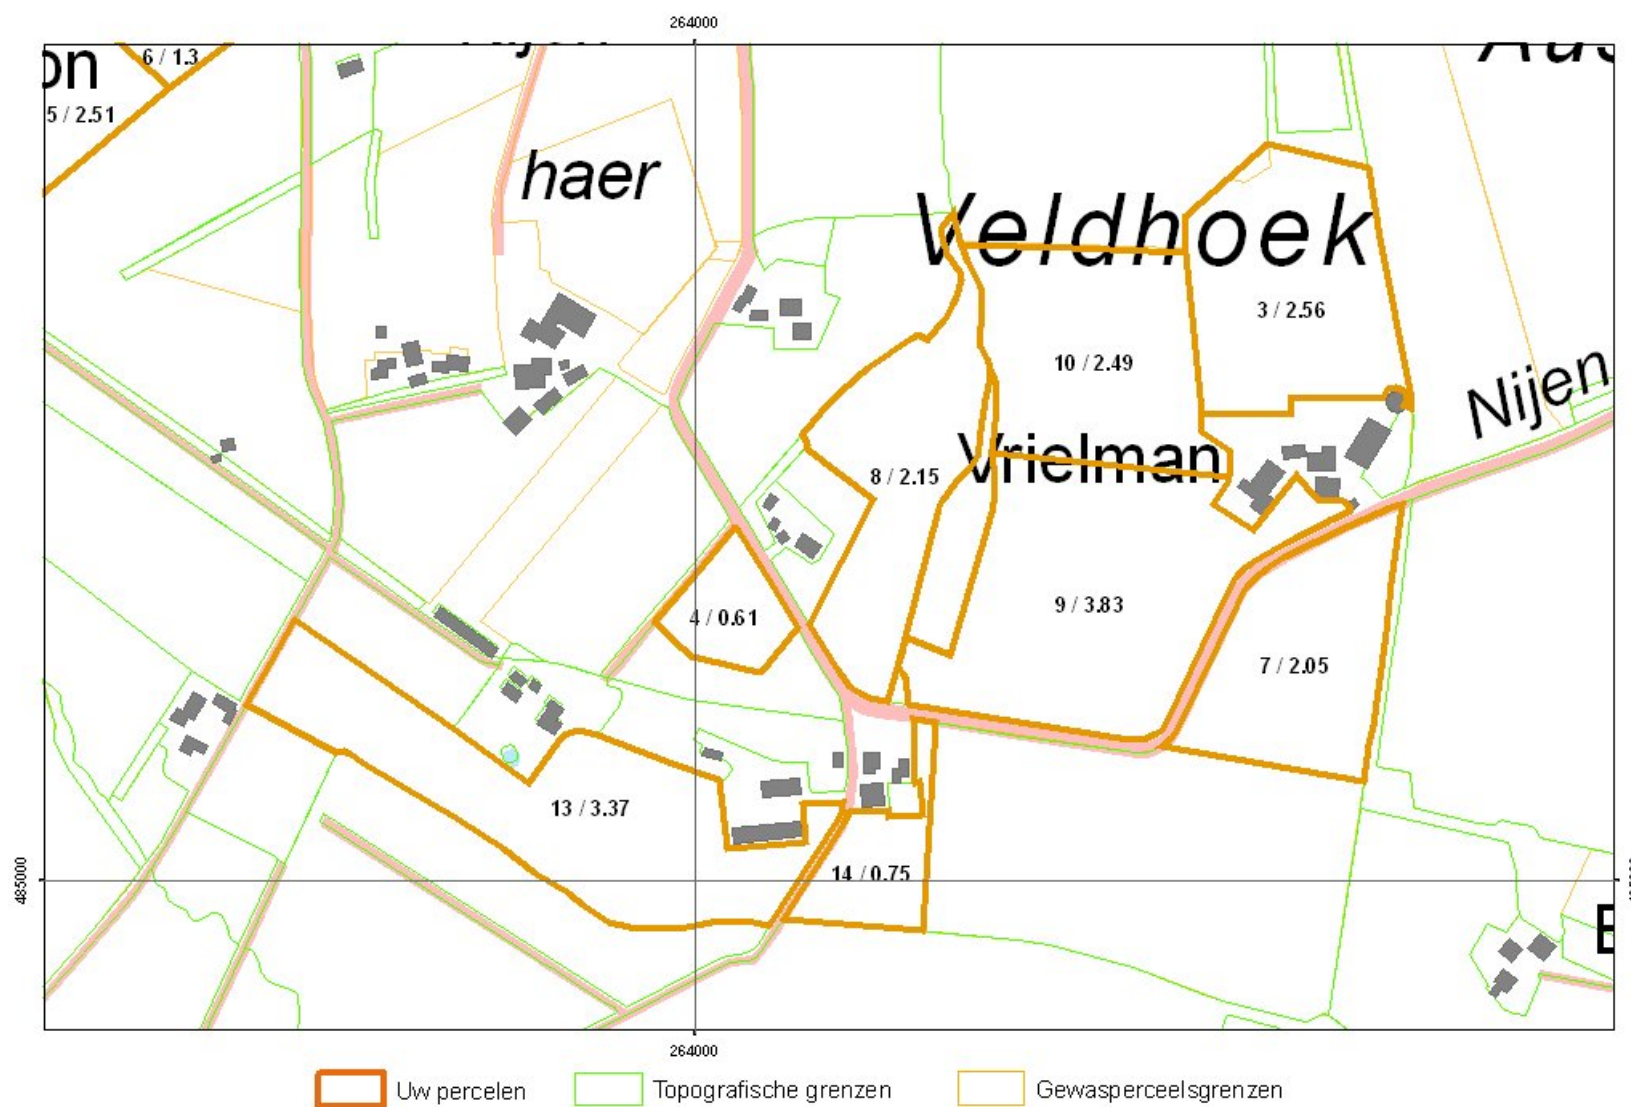 264000
6 / 1.3
on
5 / 2.51
haer
Veldhoek
3 / 2.56
10 / 2.49
Nijen
Vrielman
8 / 2.15
9 / 3.83
4 / 0.61
7 / 2.05
13 / 3.37
14 / 0.75
485000
264000
Uw percelen
Topografische grenzen
Gewasperceelsgrenzen